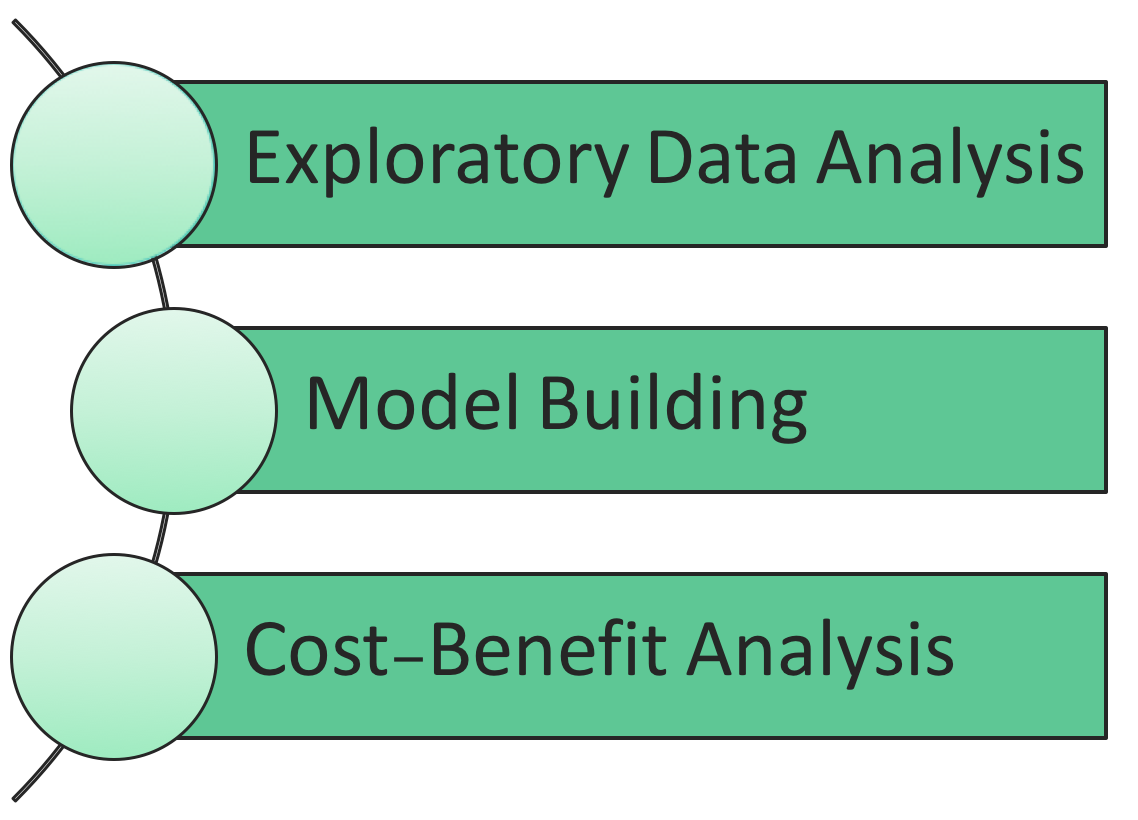 Exploratory Data Analysis
Model Building
Cost–Benefit Analysis